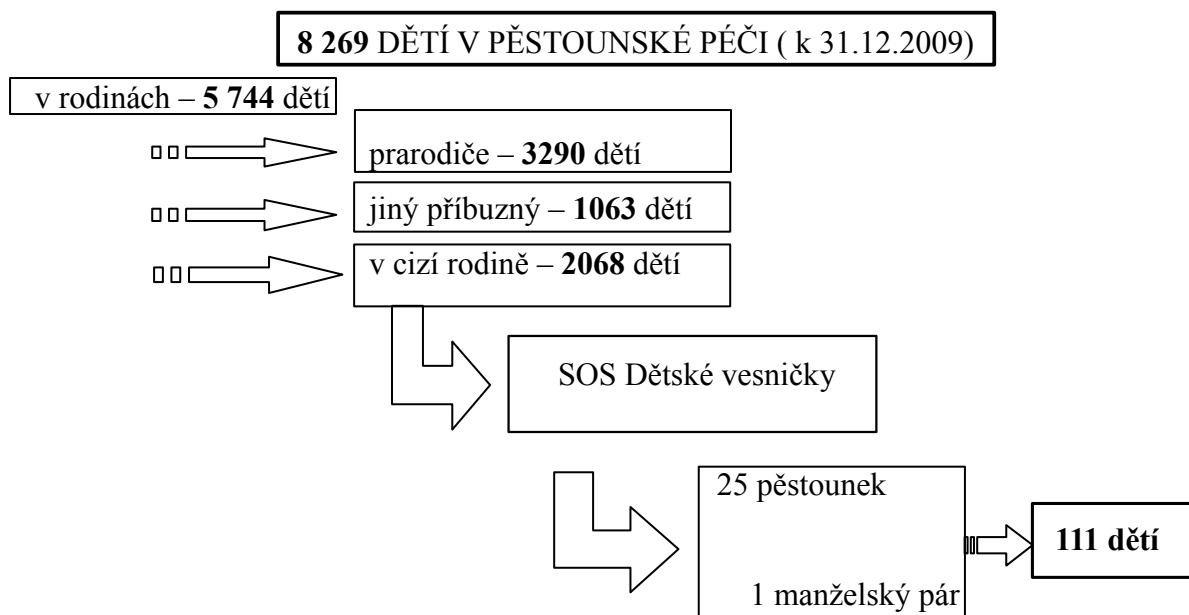 8 269 DĚTÍ V PĚSTOUNSKÉ PÉČI ( k 31.12.2009)
v rodinách – 5 744 dětí
prarodiče – 3290 dětí
jiný příbuzný – 1063 dětí
v cizí rodině – 2068 dětí
SOS Dětské vesničky
25 pěstounek
111 dětí
1 manželský pár